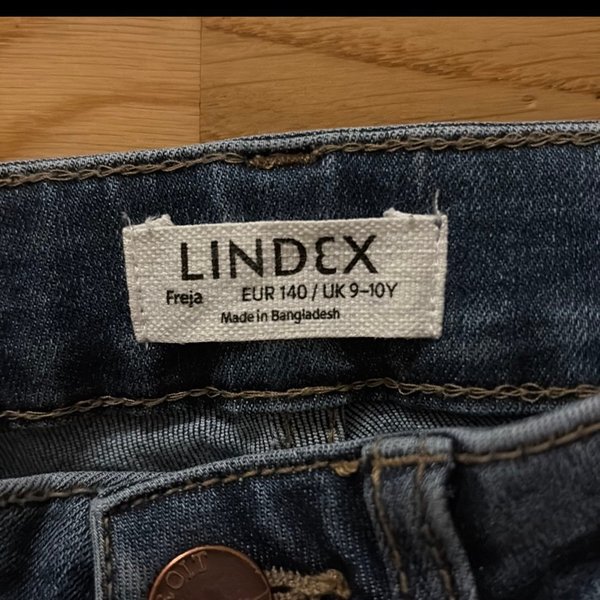 LINDEX
Freja EUR 140 / UK 9-10Y
Made in Bangladesh